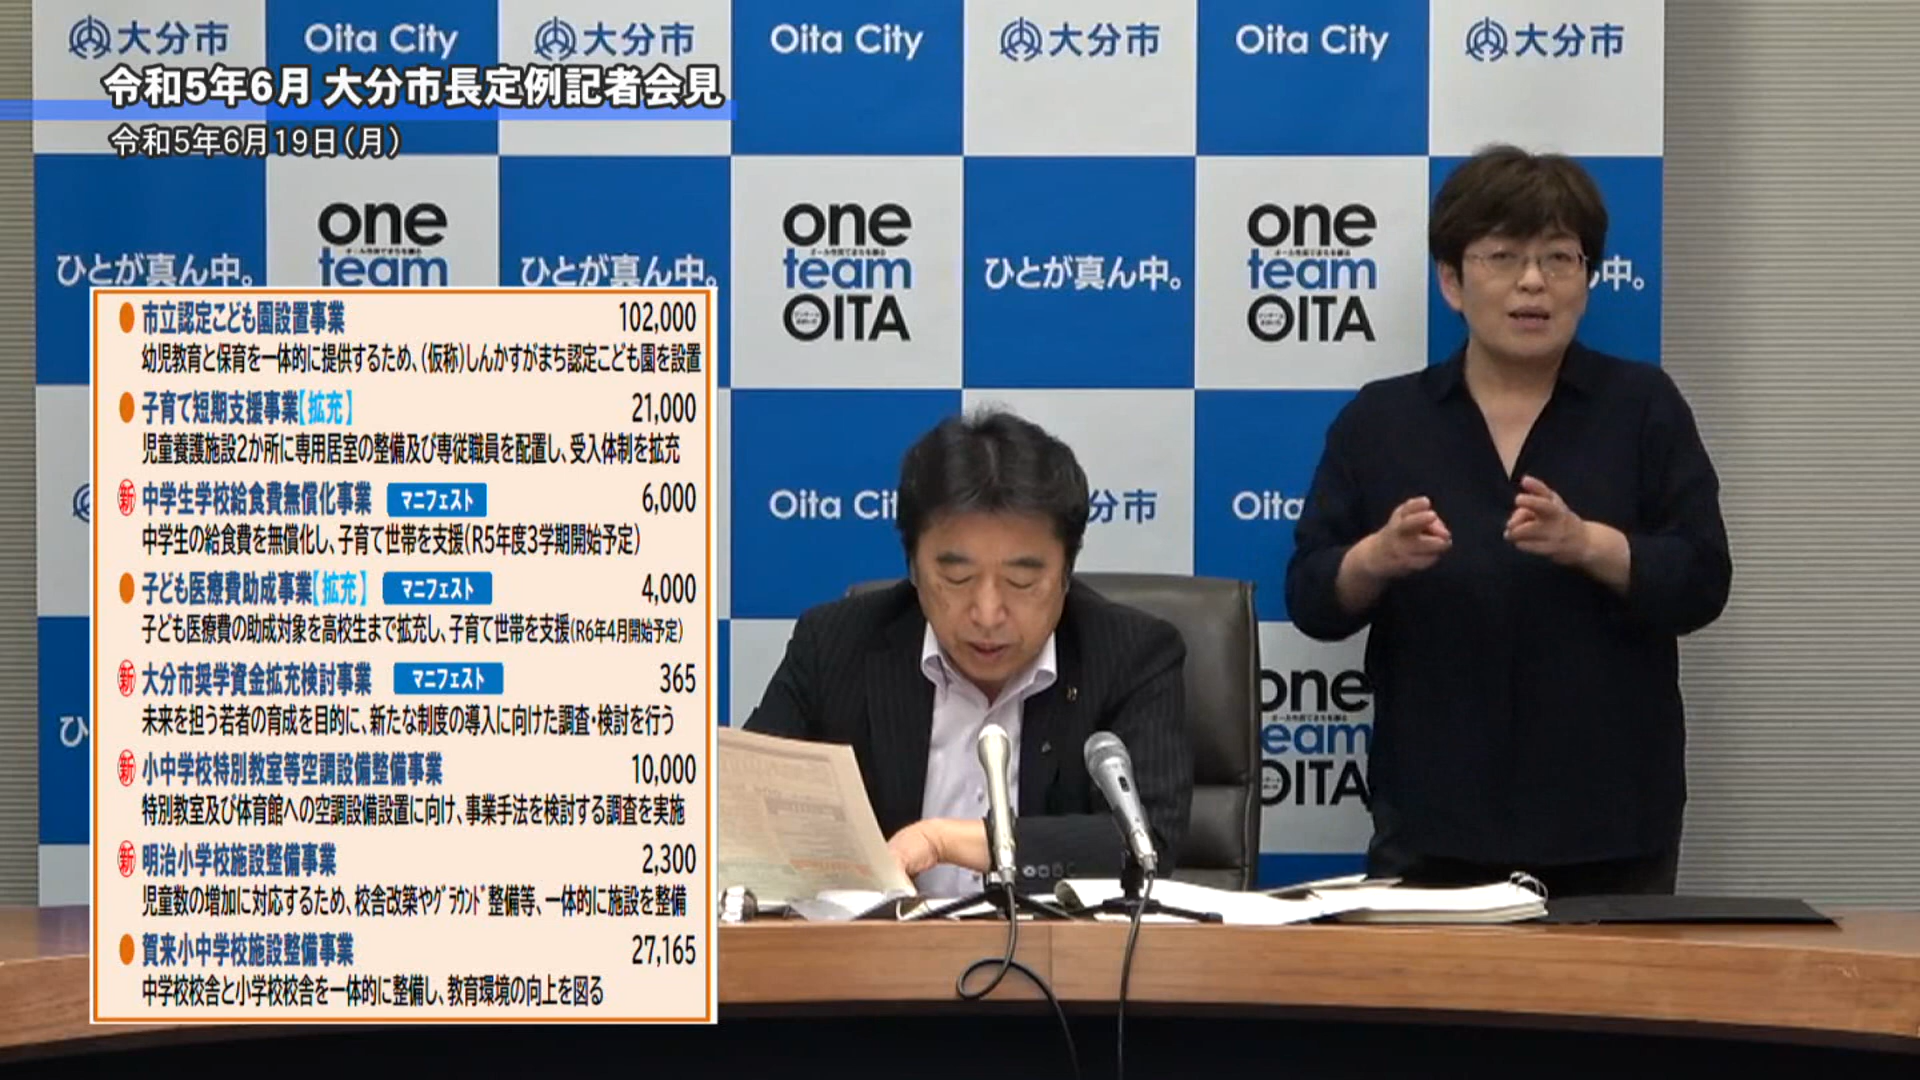 大分市 Oita City 大分市 Oita City 大分市 Oita City 大分市
令和5年6月 大分市長定例記者会見
令和5年6月19日(月)
ひとが真ん中。 one team ひとが真ん中。 one team OITA ひとが真ん中。 one team OITA 中。
● 市立認定こども園設置事業 102,000
幼児教育と保育を一体的に提供するため、(仮称)しんかすがまち認定こども園を設置
● 子育て短期支援事業【拡充】 21,000
児童養護施設2か所に専用居室の整備及び専従職員を配置し、受入体制を拡充
新 中学生学校給食費無償化事業 マニフェスト 6,000
中学生の給食費を無償化し、子育て世帯を支援(R5年度3学期開始予定)
● 子ども医療費助成事業【拡充】 マニフェスト 4,000
子ども医療費の助成対象を高校生まで拡充し、子育て世帯を支援(R6年4月開始予定)
新 大分市奨学資金拡充検討事業 マニフェスト 365
未来を担う若者の育成を目的に、新たな制度の導入に向けた調査・検討を行う
新 小中学校特別教室等空調設備整備事業 10,000
特別教室及び体育館への空調設備設置に向け、事業手法を検討する調査を実施
新 明治小学校施設整備事業 2,300
児童数の増加に対応するため、校舎改築やグラウンド整備等、一体的に施設を整備
● 賀来小中学校施設整備事業 27,165
中学校校舎と小学校校舎を一体的に整備し、教育環境の向上を図る
Oita Ci 分市 Oita
ひ one team OITA